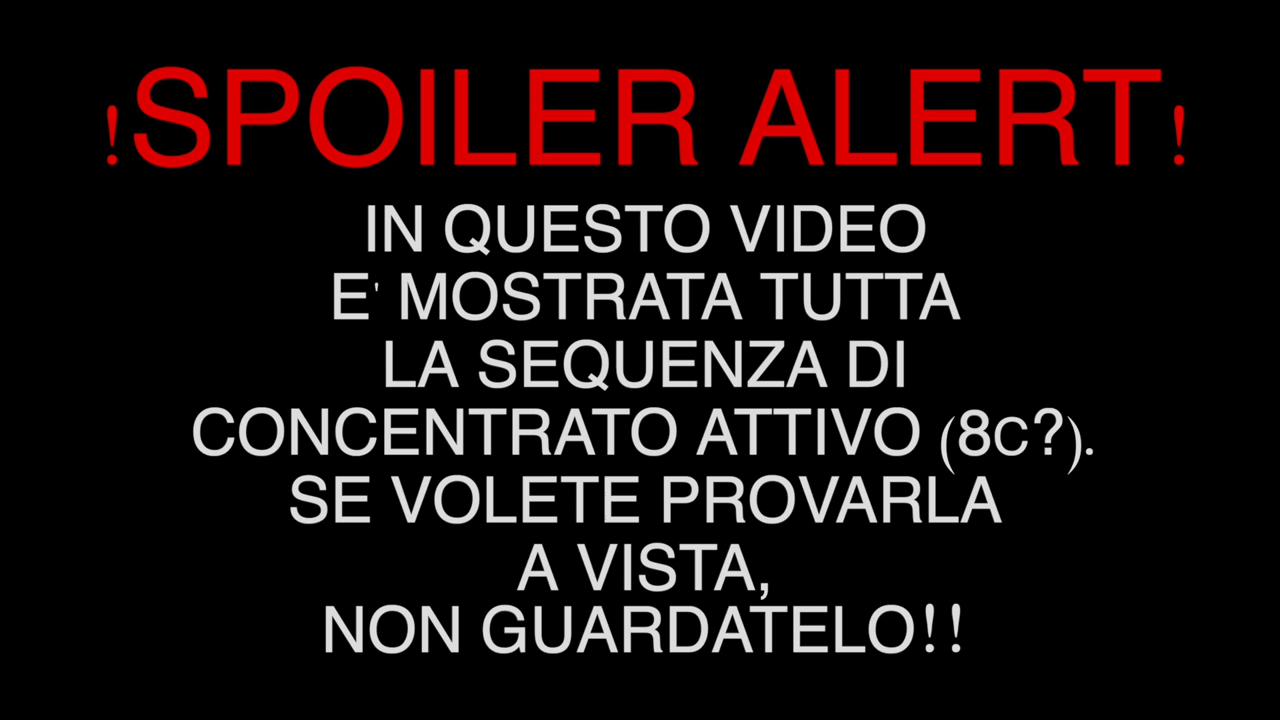 !SPOILER ALERT!
IN QUESTO VIDEO
E' MOSTRATA TUTTA
LA SEQUENZA DI
CONCENTRATO ATTIVO (8C?).
SE VOLETE PROVARLA
A VISTA,
NON GUARDATELO!!